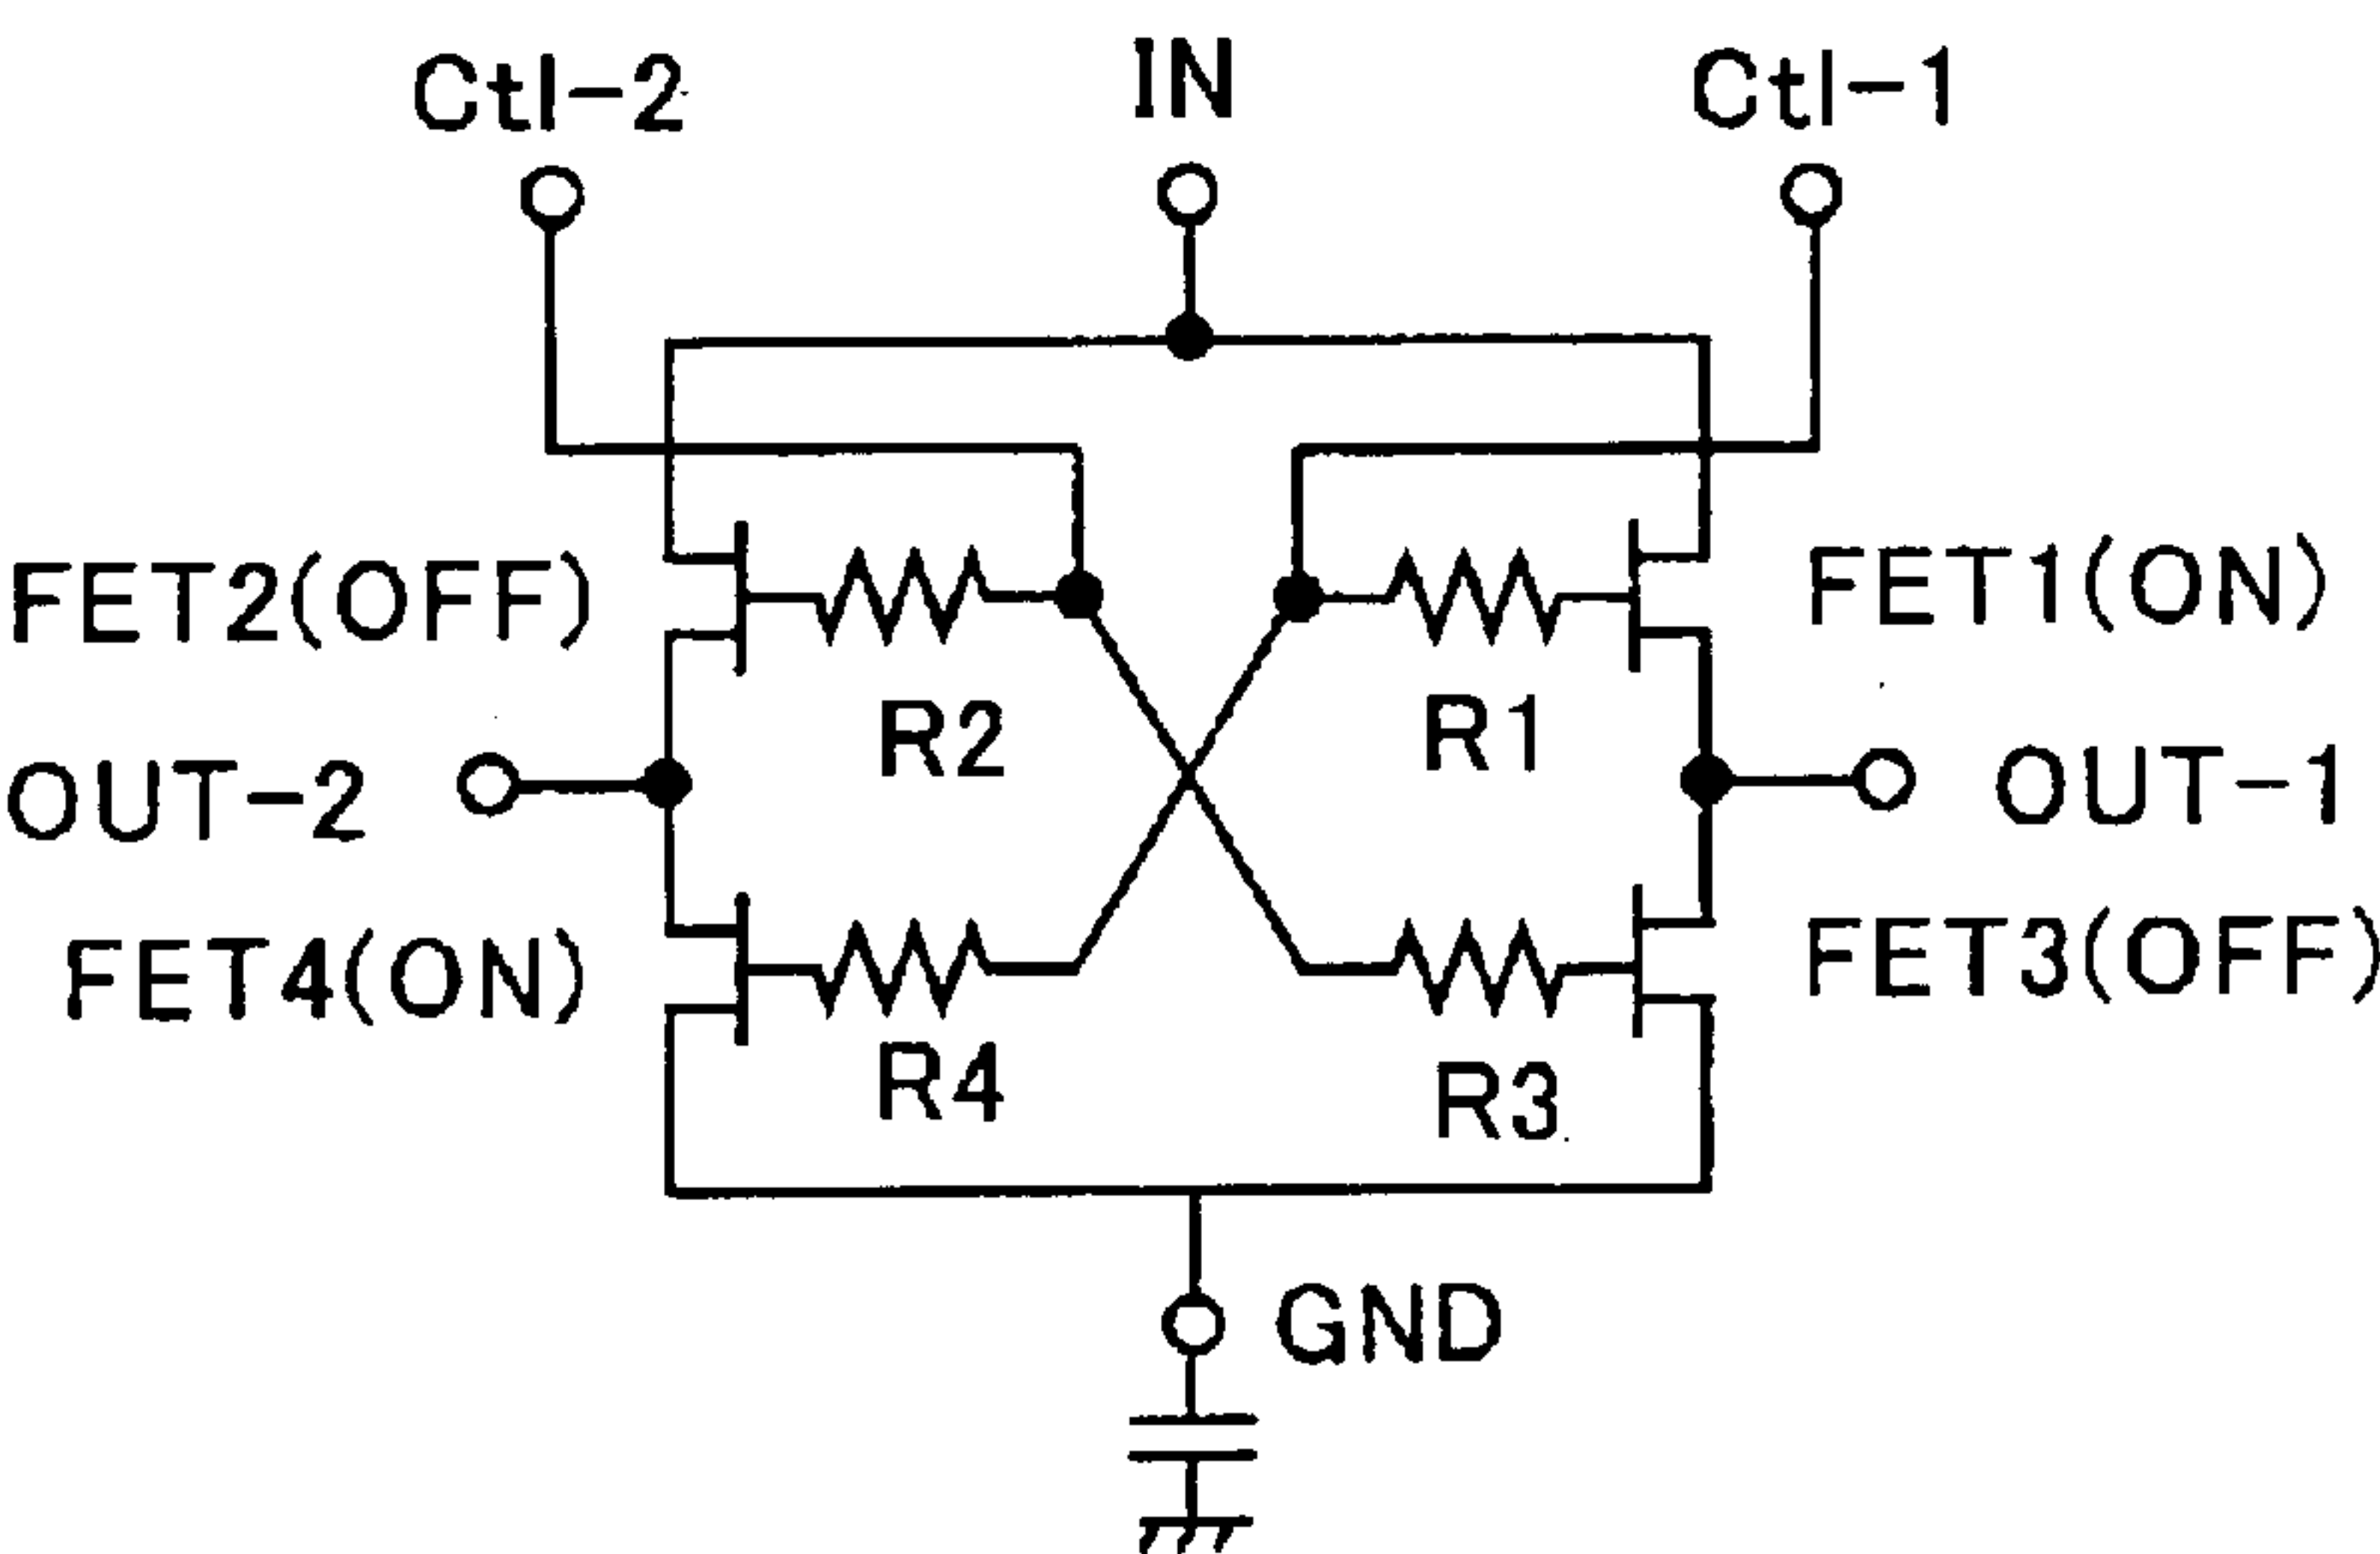 Ctl-2
IN
Ctl-1
FET2(OFF)
FET1(ON)
R2
R1
OUT-2
OUT-1
FET4(ON)
FET3(OFF)
R4
R3
GND